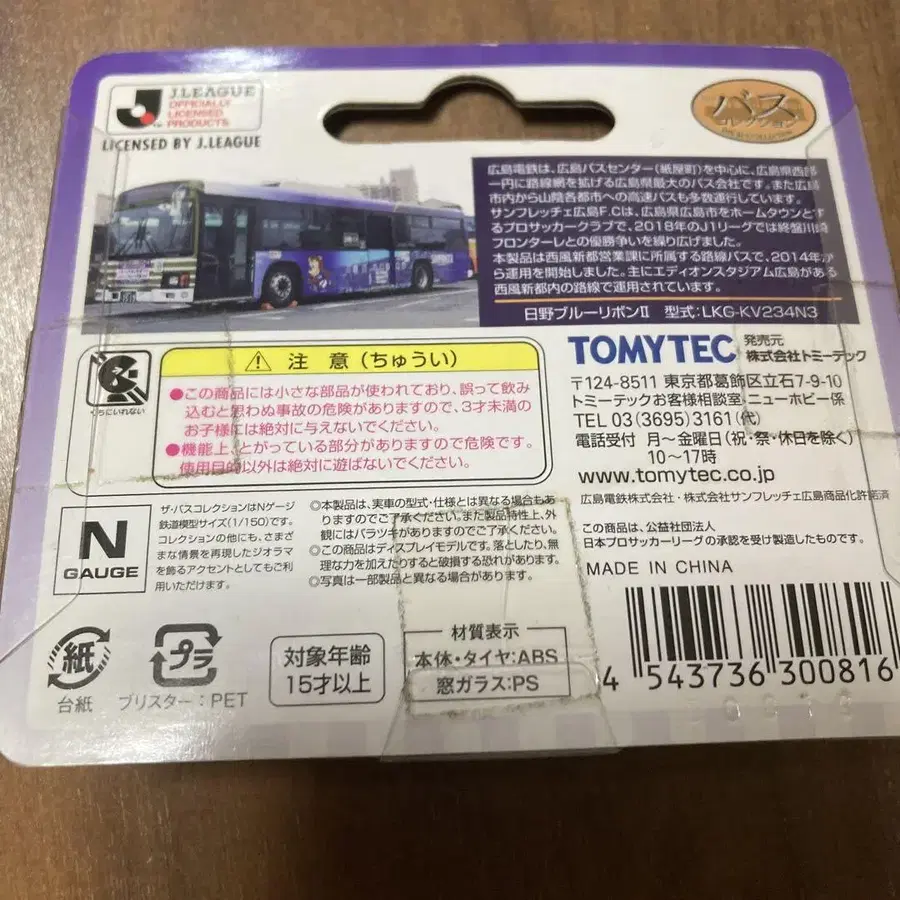 J.LEAGUE
OFFICIALLY
LICENSED
PRODUCTS
LICENSED BY J.LEAGUE
バス
コレクション
広島電鉄は、広島バスセンター(紙屋町)を中心に、広島県西部
一円に路線網を拡げる広島県最大のバス会社です。また広島
市内から山陰各都市への高速バスも多数運行しています。
サンフレッチェ広島F.Cは、広島県広島市をホームタウンとす
るプロサッカークラブで、2018年のJ1リーグでは終盤川崎
フロンターレとの優勝争いを繰り広げました。
本製品は西風新都営業課に所属する路線バスで、2014年
から運用を開始しました。主にエディオンスタジアム広島がある
西風新都内の路線で運用されています。
日野ブルーリボンⅡ 型式:LKG-KV234N3
くちにいれない
注 意 (ちゅうい)
●この商品には小さな部品が使われており、誤って飲み
込むと思わぬ事故の危険がありますので、3才未満の
お子様には絶対に与えないでください。
●機能上、とがっている部分がありますので危険です。
使用目的以外は絶対に遊ばないでください。
TOMYTEC 発売元
株式会社トミーテック
〒124-8511 東京都葛飾区立石7-9-10
トミーテックお客様相談室、ニューホビー係
TEL 03(3695)3161(代)
電話受付 月〜金曜日(祝・祭・休日を除く)
10〜17時
www.tomytec.co.jp
広島電鉄株式会社・株式会社サンフレッチェ広島商品化許諾済
この商品は、公益社団法人
日本プロサッカーリーグの承認を受け製造したものです。
MADE IN CHINA
N
GAUGE
ザ・バスコレクションはNゲージ
鉄道模型サイズ(1/150)です。
コレクションの他にも、さまざ
まな情景を再現したジオラマ
を飾るアクセントとしてもご利
用いただけます。
◎本製品は、実車の型式・仕様とは異なる場合もあ
りますのでご了承ください。また製品特性上、外
観にはバラツキがありますのでご了承ください。
◎この商品はディスプレイモデルです。落としたり、無
理な力を加えたりすると破損する恐れがあります。
◎写真は一部製品と異なる場合があります。
紙
台紙
プラ
ブリスター:PET
対象年齢
15才以上
材質表示
本体・タイヤ:ABS
窓ガラス:PS
4 543736 300816